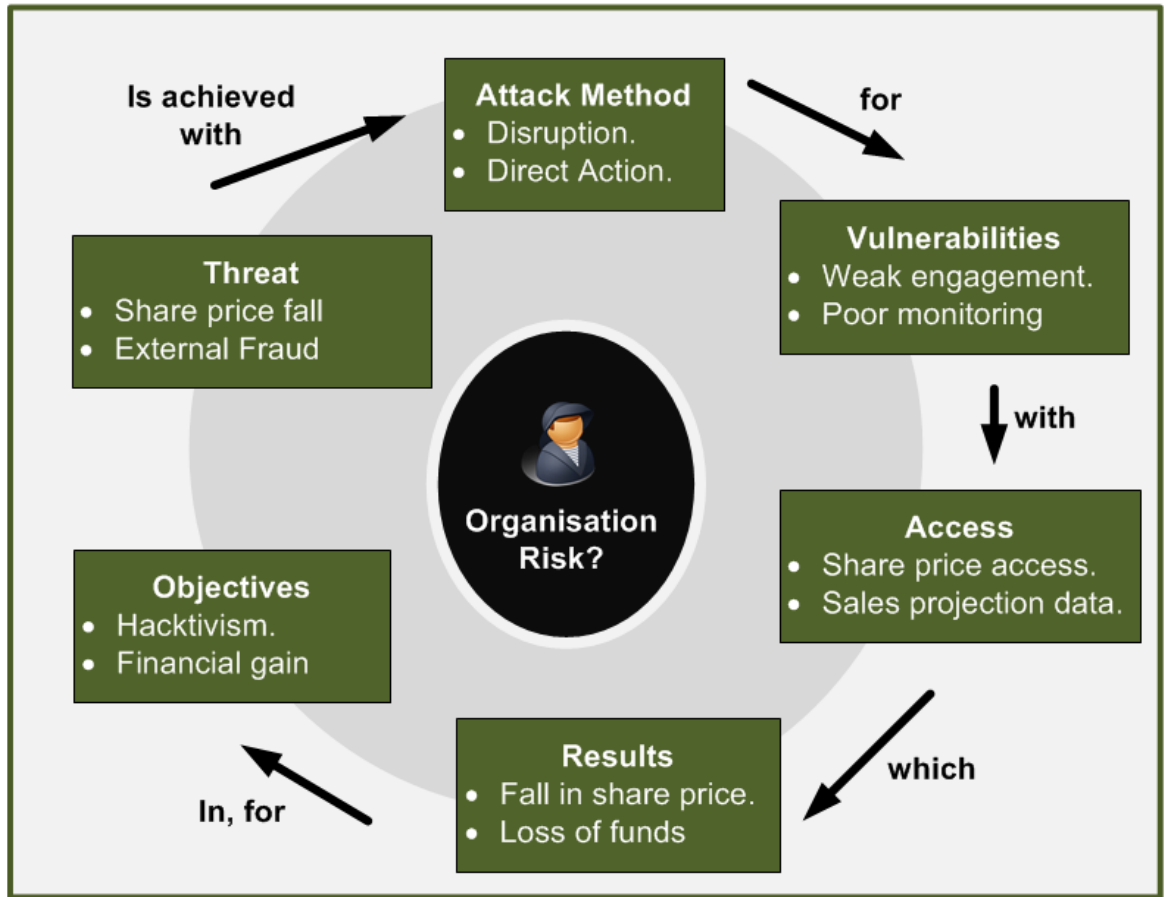 Is achieved
with
Attack Method
• Disruption.
• Direct Action.
for
Vulnerabilities
• Weak engagement.
• Poor monitoring
with
Access
• Share price access.
• Sales projection data.
which
Results
• Fall in share price.
• Loss of funds
In, for
Objectives
• Hacktivism.
• Financial gain
Threat
• Share price fall
• External Fraud
Organisation
Risk?